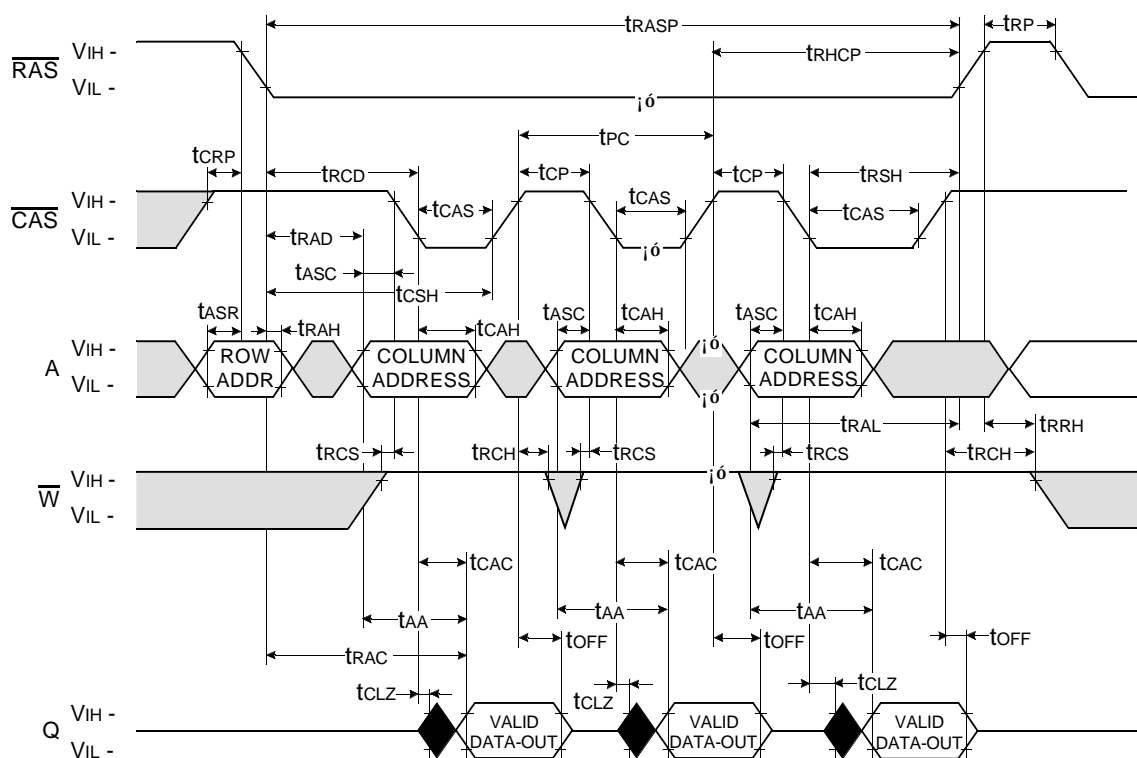 tRASP tRP
VIH -
RAS
tRHCP
VIL -
¡ó
tCRP tRCD tCP tPC tCP tRSH
VIH -
CAS
tCAS tCAS tCAS
VIL -
¡ó
tRAD
tASC tCSH
tASR tRAH tCAH tASC tCAH tASC tCAH
VIH -
A
VIL -
ROW
ADDR.
COLUMN
ADDRESS
COLUMN
ADDRESS
¡ó
¡ó
COLUMN
ADDRESS
tRAL tRRH
tRCS tRCH tRCS tRCS tRCH
VIH -
W
VIL -
¡ó
tCAC tCAC tCAC
tAA tAA tAA
tOFF tOFF tOFF
tRAC
tCLZ tCLZ tCLZ
VIH -
Q
VIL -
VALID
DATA-OUT
VALID
DATA-OUT
VALID
DATA-OUT